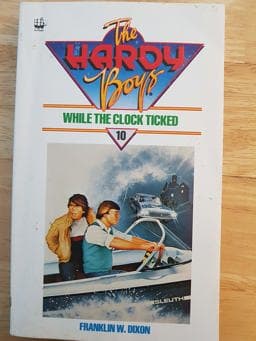 The
HARDY
Boys
WHILE THE CLOCK TICKED
10
SLEUTH
FRANKLIN W. DIXON